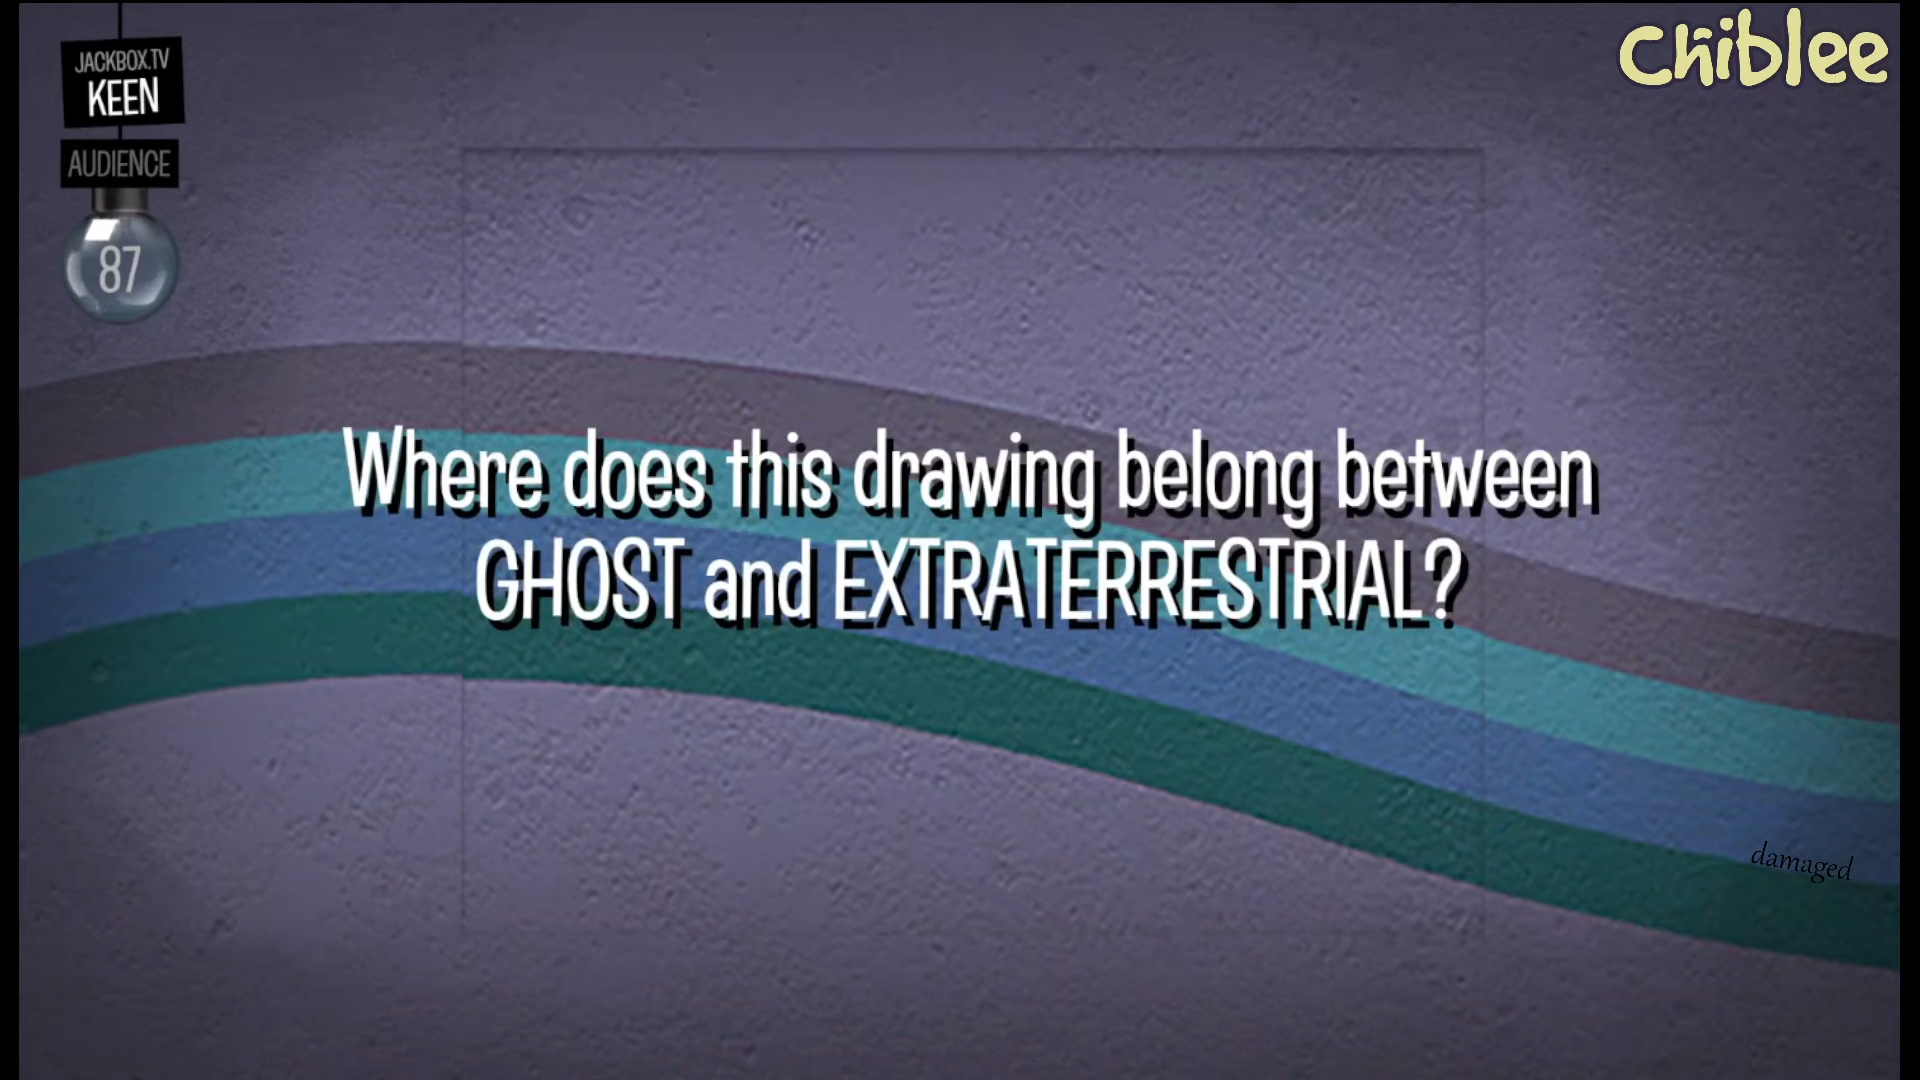 Chiblee
JACKBOX.TV
KEEN
AUDIENCE
87
Where does this drawing belong between
GHOST and EXTRATERRESTRIAL?
damaged